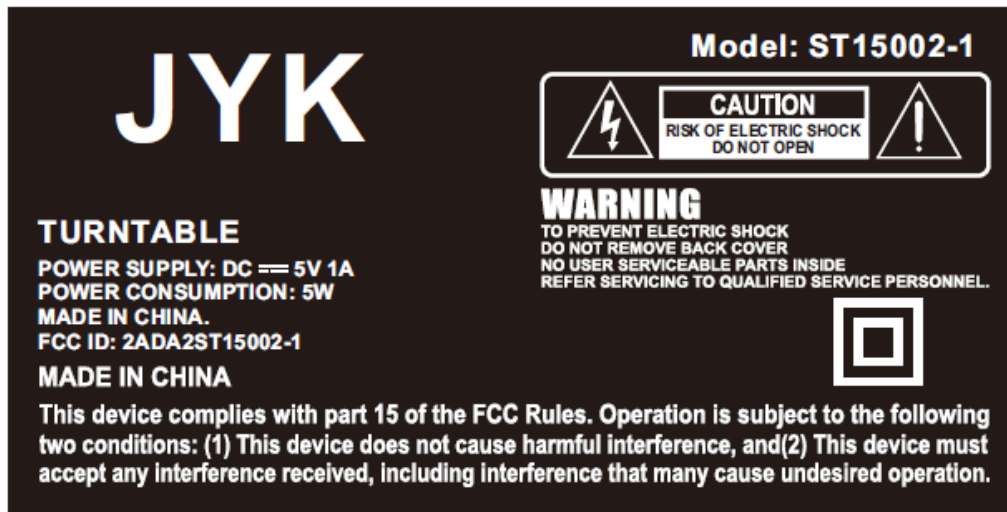 JYK
Model: ST15002-1
CAUTION
RISK OF ELECTRIC SHOCK
DO NOT OPEN
WARNING
TO PREVENT ELECTRIC SHOCK
DO NOT REMOVE BACK COVER
NO USER SERVICEABLE PARTS INSIDE
REFER SERVICING TO QUALIFIED SERVICE PERSONNEL.
TURNTABLE
POWER SUPPLY: DC ⎓ 5V 1A
POWER CONSUMPTION: 5W
MADE IN CHINA.
FCC ID: 2ADA2ST15002-1
MADE IN CHINA
This device complies with part 15 of the FCC Rules. Operation is subject to the following
two conditions: (1) This device does not cause harmful interference, and(2) This device must
accept any interference received, including interference that many cause undesired operation.